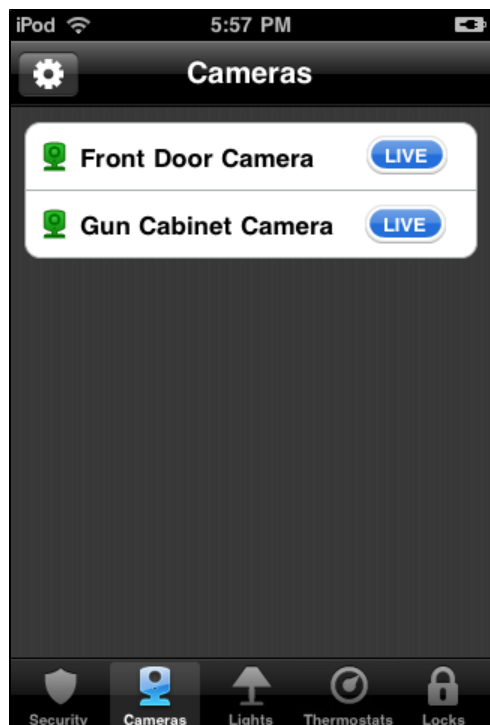 iPod 5:57 PM
Cameras
Front Door Camera LIVE
Gun Cabinet Camera LIVE
Security Cameras Lights Thermostats Locks